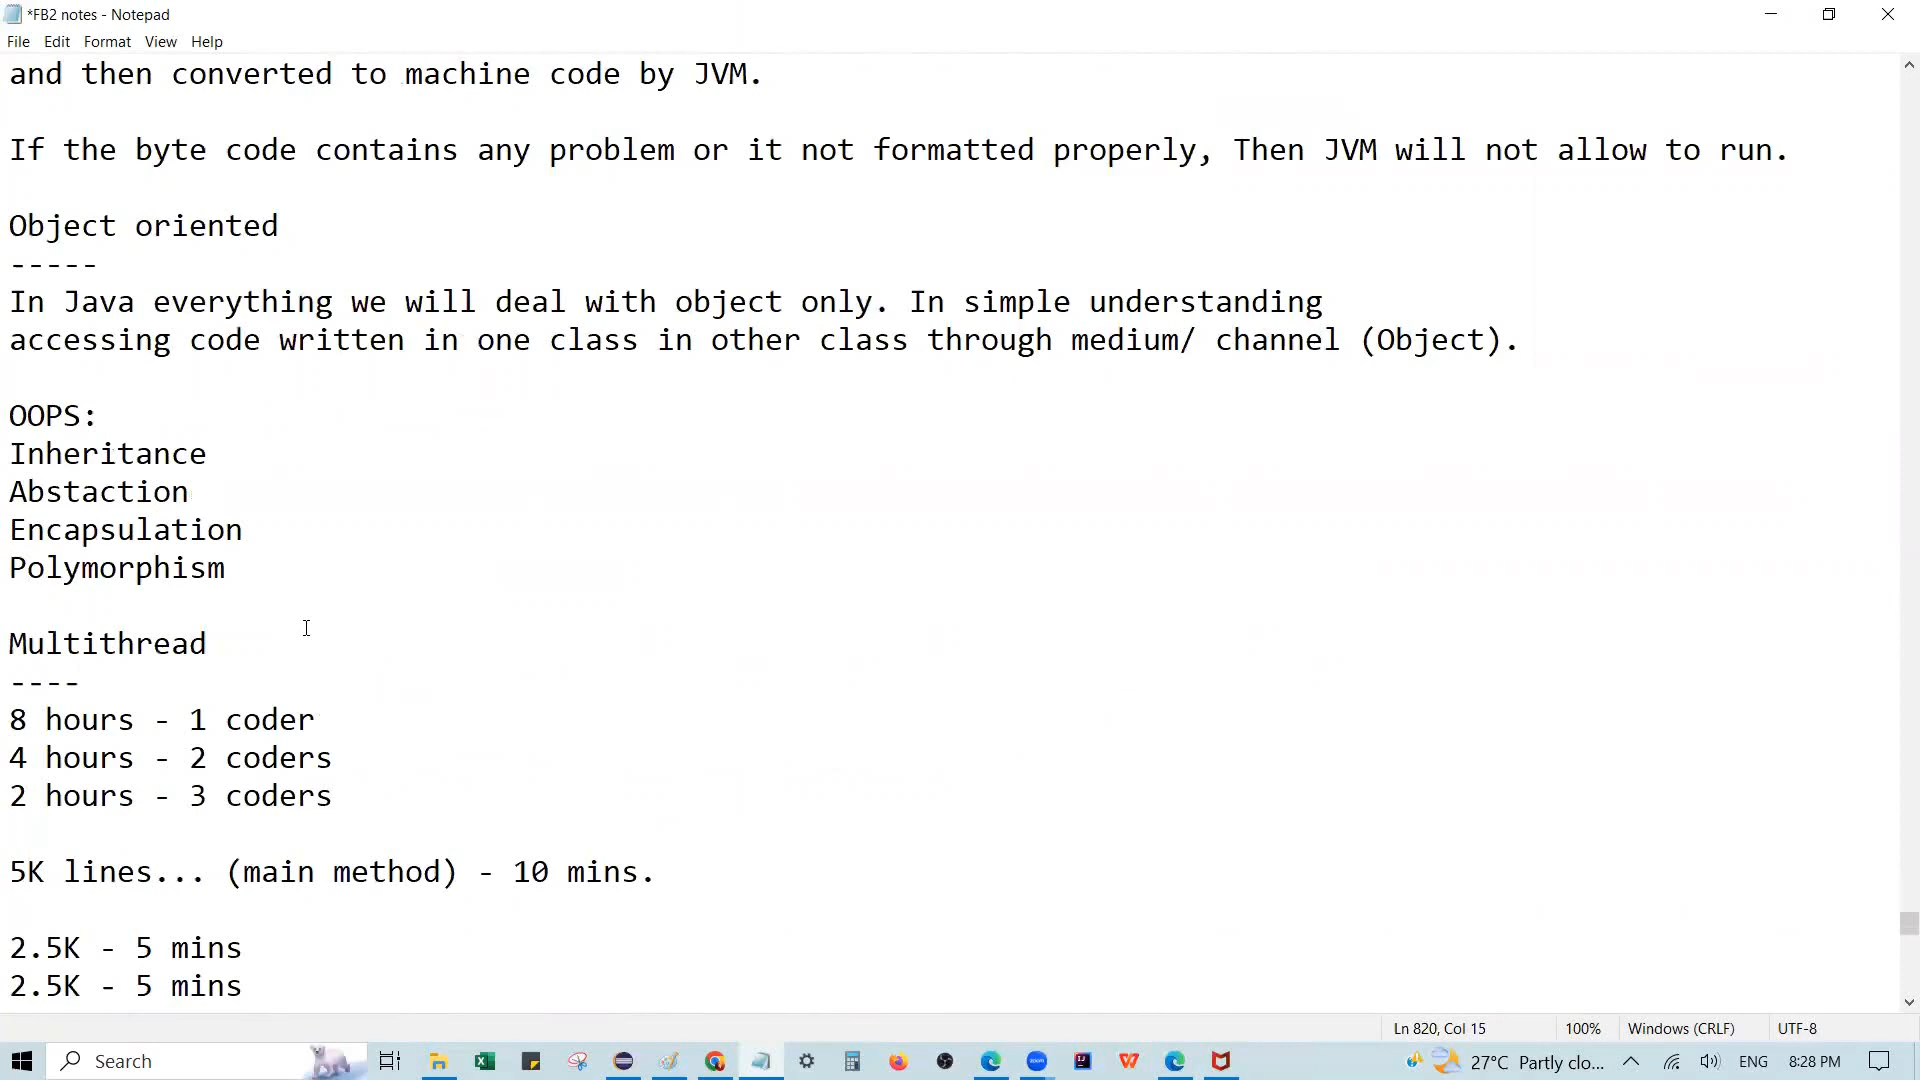 *FB2 notes - Notepad
File Edit Format View Help
and then converted to machine code by JVM.
If the byte code contains any problem or it not formatted properly, Then JVM will not allow to run.
Object oriented
-----
In Java everything we will deal with object only. In simple understanding
accessing code written in one class in other class through medium/ channel (Object).
OOPS:
Inheritance
Abstaction
Encapsulation
Polymorphism
Multithread
----
8 hours - 1 coder
4 hours - 2 coders
2 hours - 3 coders
5K lines... (main method) - 10 mins.
2.5K - 5 mins
2.5K - 5 mins
Ln 820, Col 15 100% Windows (CRLF) UTF-8
Search 27°C Partly clo... ENG 8:28 PM